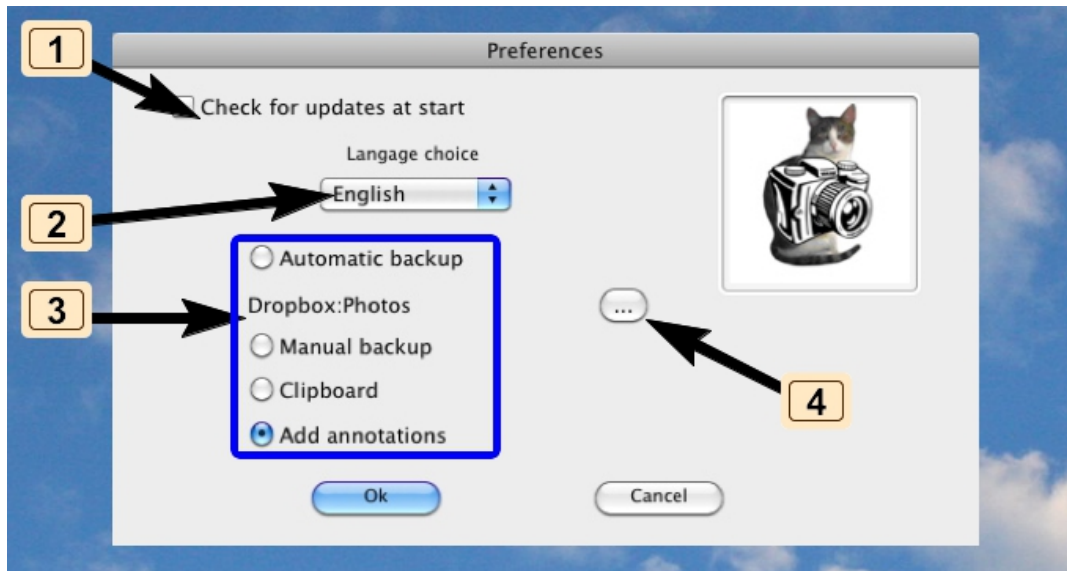 1
Preferences
Check for updates at start
Langage choice
2
English
Automatic backup
3
Dropbox:Photos
...
Manual backup
Clipboard
4
Add annotations
Ok
Cancel